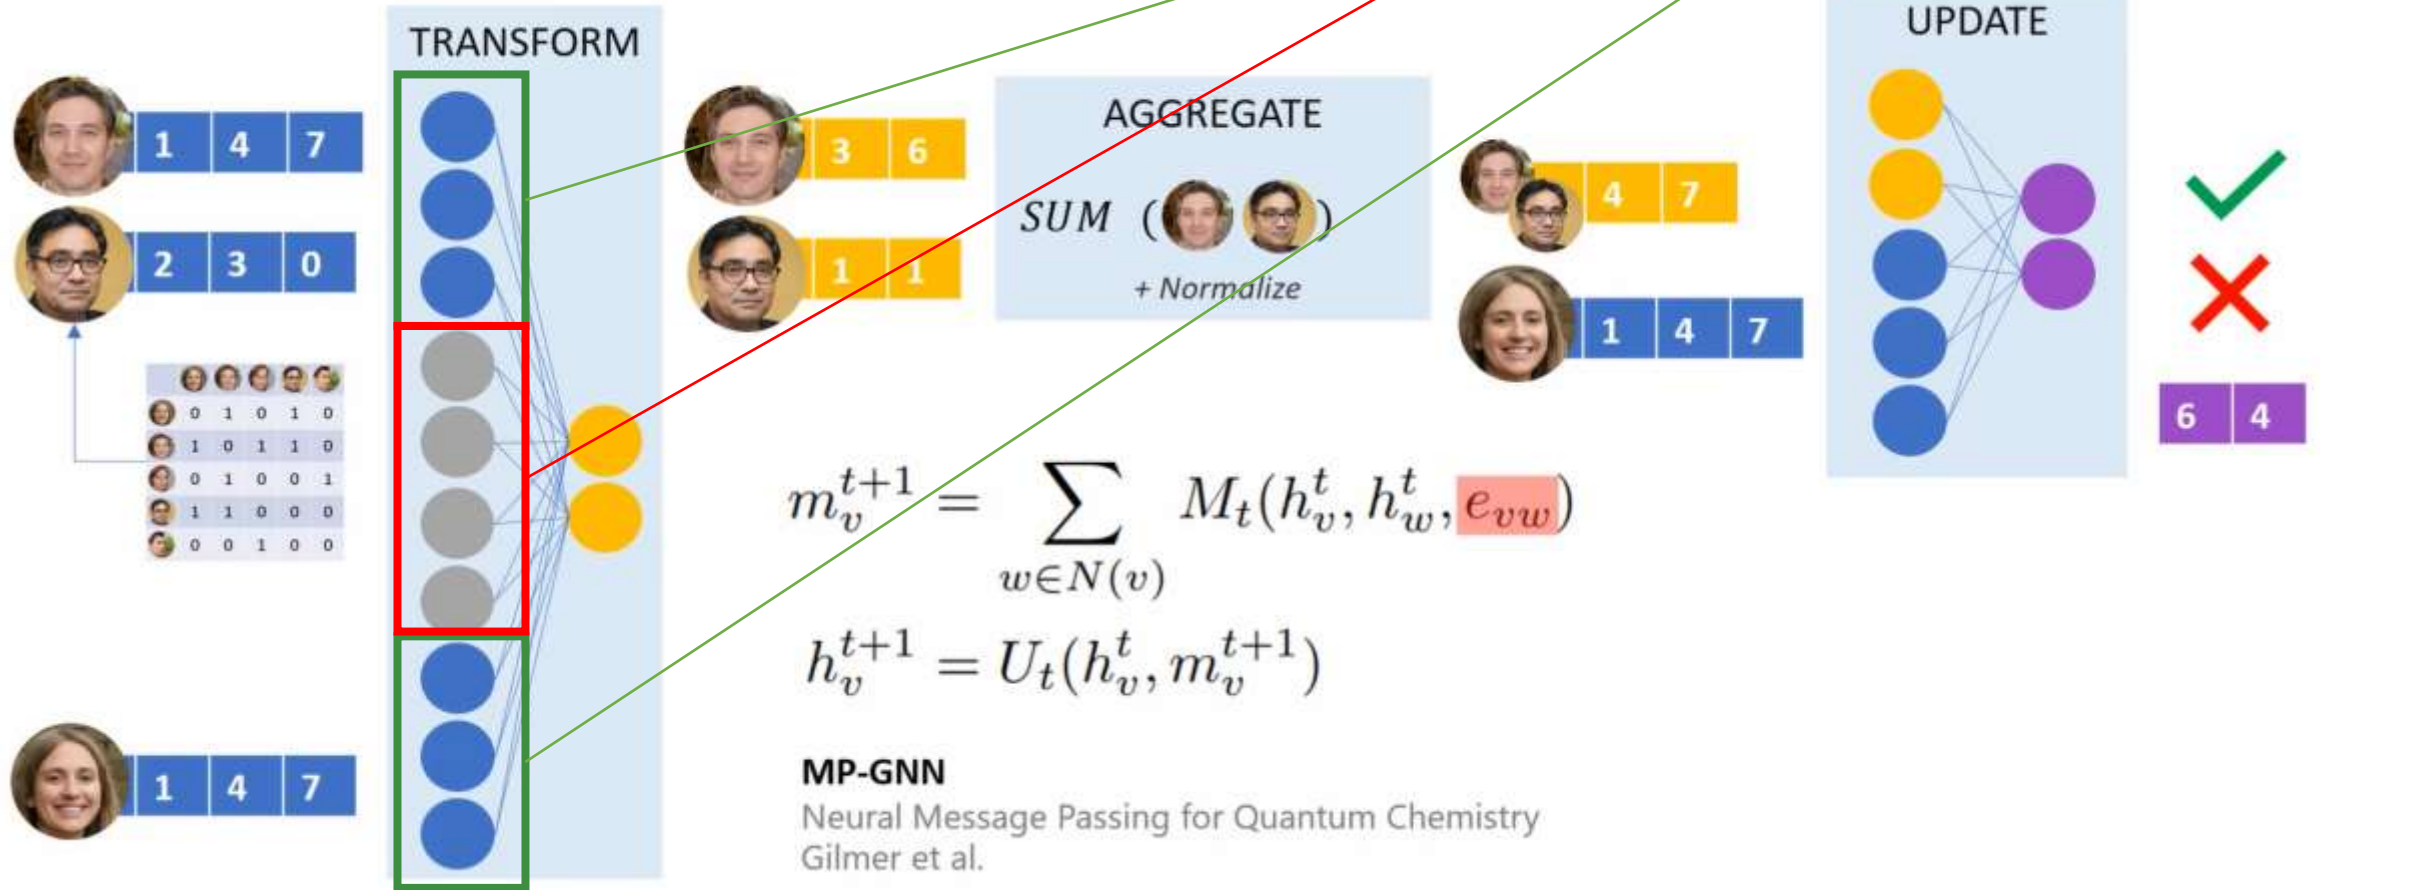 TRANSFORM
UPDATE
1 4 7
3 6
AGGREGATE
4 7
2 3 0
1 1
SUM ( )
+ Normalize
1 4 7
0 1 0 1 0
1 0 1 1 0
0 1 0 0 1
1 1 0 0 0
0 0 1 0 0
6 4
m_v^{t+1} = \sum_{w∈N(v)} M_t(h_v^t, h_w^t, e_{vw})
h_v^{t+1} = U_t(h_v^t, m_v^{t+1})
1 4 7
MP-GNN
Neural Message Passing for Quantum Chemistry
Gilmer et al.